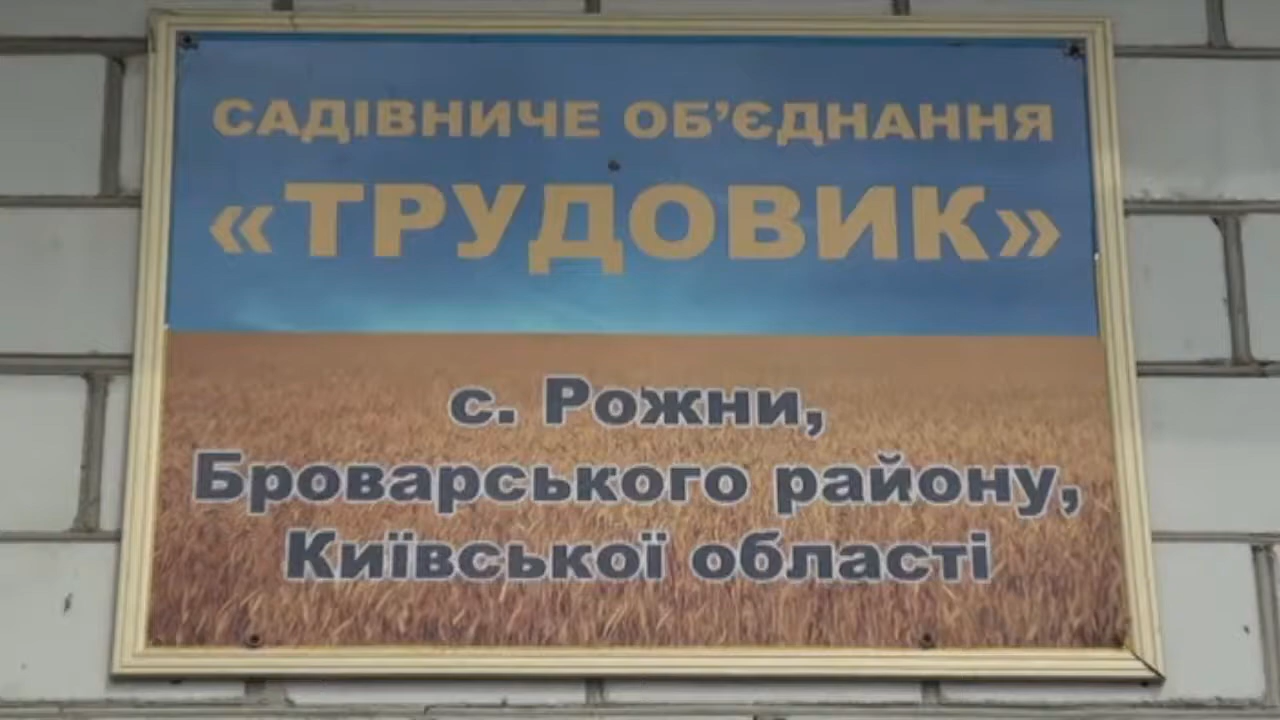 САДІВНИЧЕ ОБ’ЄДНАННЯ
«ТРУДОВИК»
с. Рожни,
Броварського району,
Київської області